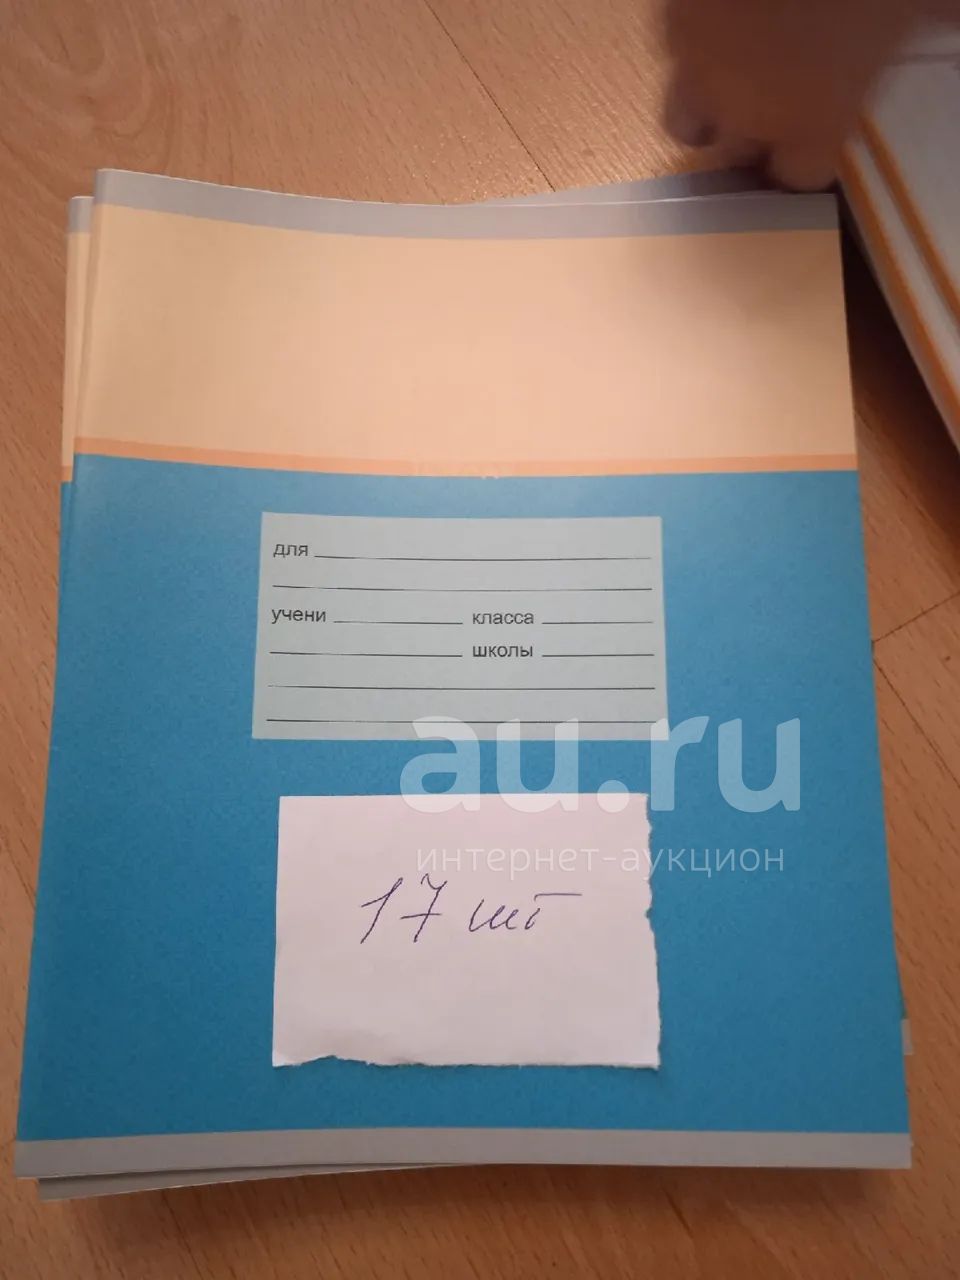 для
учени класса
школы
au.ru
интернет-аукцион
17 шт